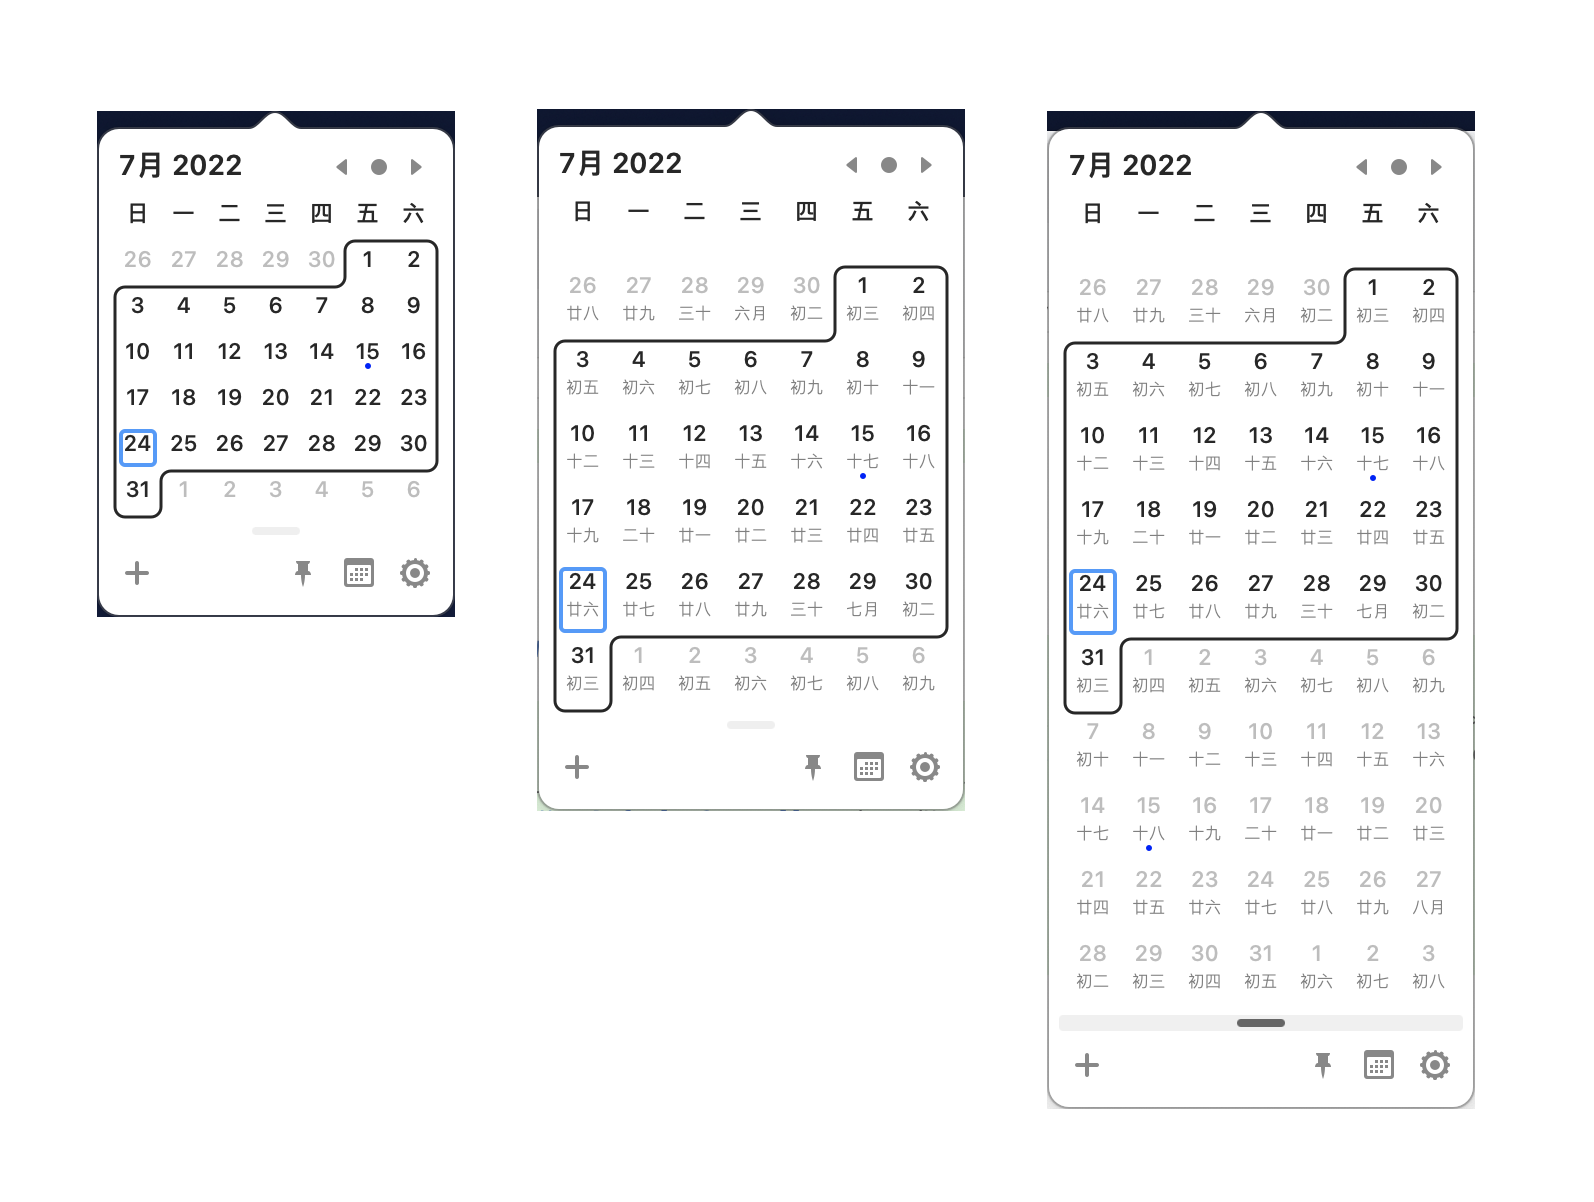 7月 2022
日 一 二 三 四 五 六
26 27 28 29 30 1 2
3 4 5 6 7 8 9
10 11 12 13 14 15 16
17 18 19 20 21 22 23
24 25 26 27 28 29 30
31 1 2 3 4 5 6
7月 2022
日 一 二 三 四 五 六
26 27 28 29 30 1 2
廿八 廿九 三十 六月 初二 初三 初四
3 4 5 6 7 8 9
初五 初六 初七 初八 初九 初十 十一
10 11 12 13 14 15 16
十二 十三 十四 十五 十六 十七 十八
17 18 19 20 21 22 23
十九 二十 廿一 廿二 廿三 廿四 廿五
24 25 26 27 28 29 30
廿六 廿七 廿八 廿九 三十 七月 初二
31 1 2 3 4 5 6
初三 初四 初五 初六 初七 初八 初九
7月 2022
日 一 二 三 四 五 六
26 27 28 29 30 1 2
廿八 廿九 三十 六月 初二 初三 初四
3 4 5 6 7 8 9
初五 初六 初七 初八 初九 初十 十一
10 11 12 13 14 15 16
十二 十三 十四 十五 十六 十七 十八
17 18 19 20 21 22 23
十九 二十 廿一 廿二 廿三 廿四 廿五
24 25 26 27 28 29 30
廿六 廿七 廿八 廿九 三十 七月 初二
31 1 2 3 4 5 6
初三 初四 初五 初六 初七 初八 初九
7 8 9 10 11 12 13
初十 十一 十二 十三 十四 十五 十六
14 15 16 17 18 19 20
十七 十八 十九 二十 廿一 廿二 廿三
21 22 23 24 25 26 27
廿四 廿五 廿六 廿七 廿八 廿九 八月
28 29 30 31 1 2 3
初二 初三 初四 初五 初六 初七 初八